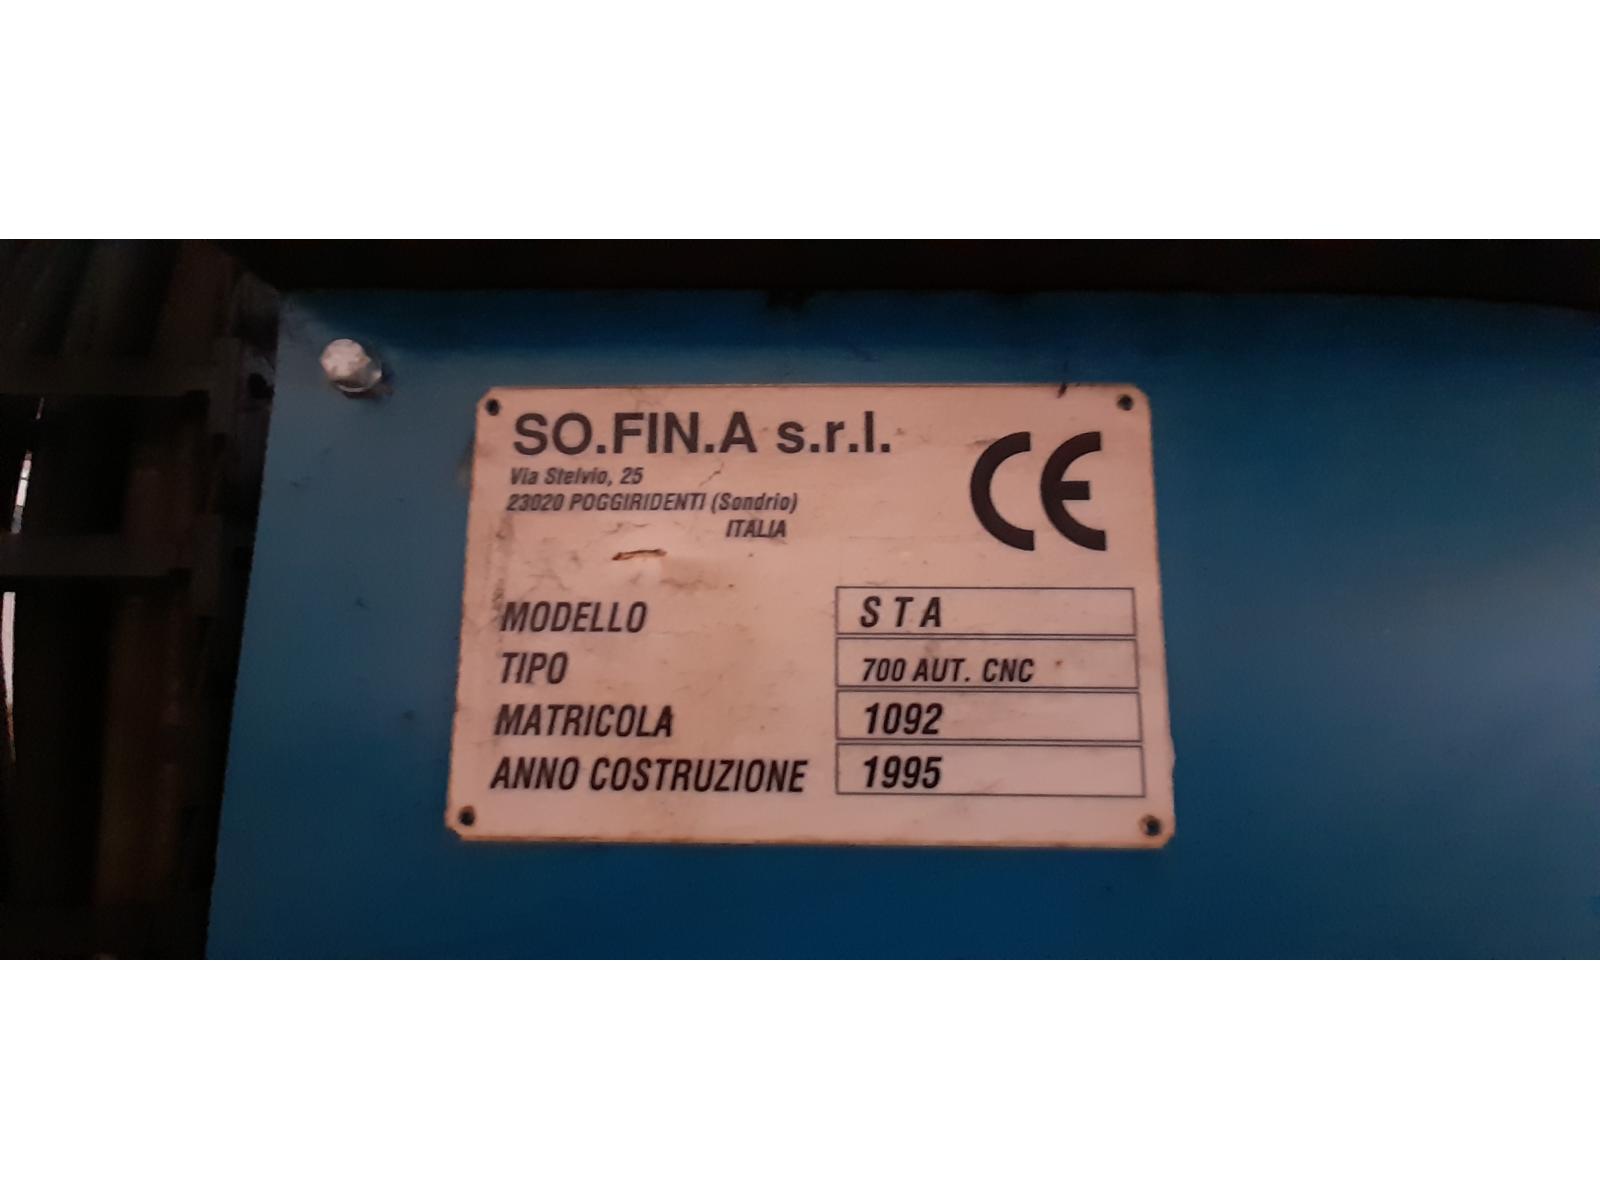 SO.FIN.A s.r.l.
Via Stelvio, 25
23020 POGGIRIDENTI (Sondrio)
ITALIA
CE
MODELLO S T A
TIPO 700 AUT. CNC
MATRICOLA 1092
ANNO COSTRUZIONE 1995